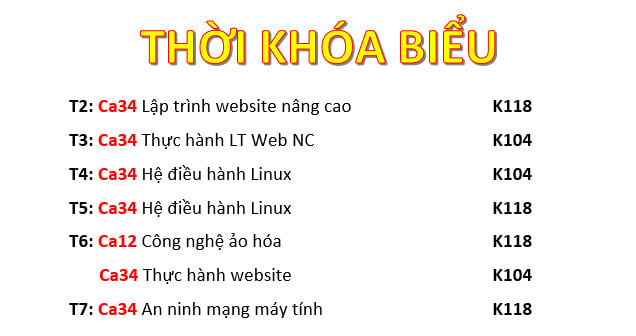 THỜI KHÓA BIỂU
T2: Ca34 Lập trình website nâng cao K118
T3: Ca34 Thực hành LT Web NC K104
T4: Ca34 Hệ điều hành Linux K104
T5: Ca34 Hệ điều hành Linux K118
T6: Ca12 Công nghệ ảo hóa K118
Ca34 Thực hành website K104
T7: Ca34 An ninh mạng máy tính K118